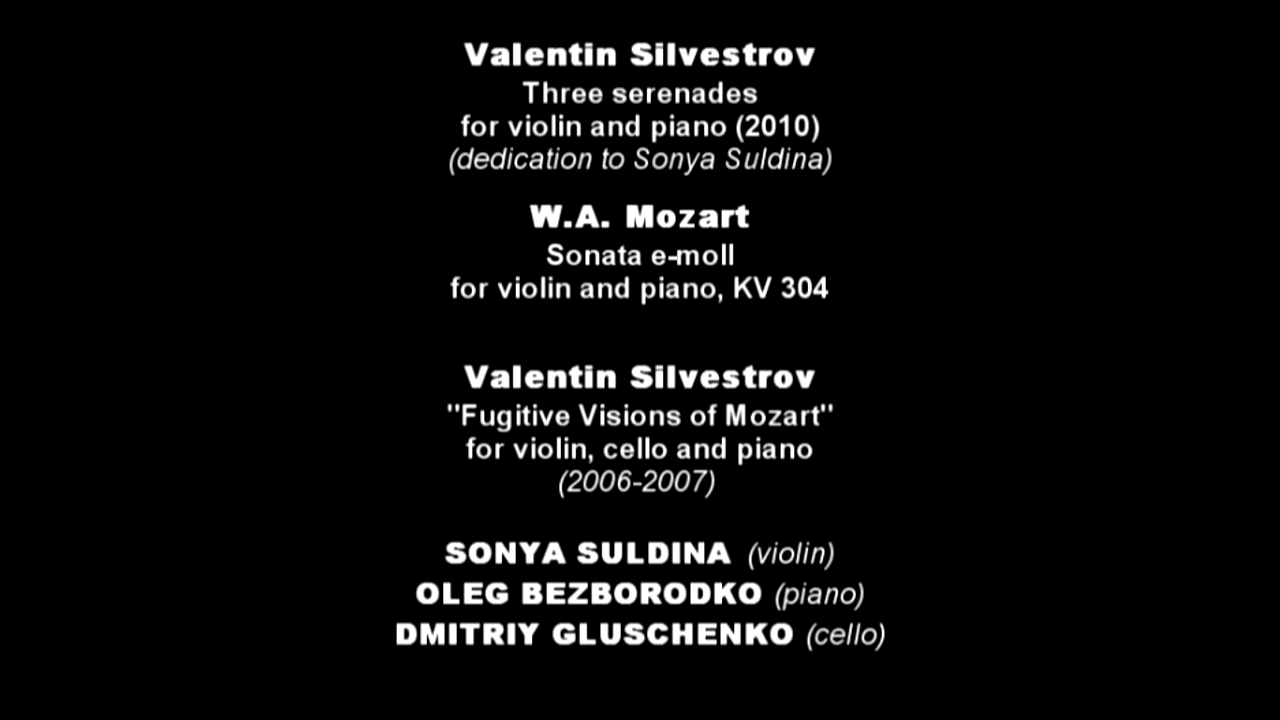 Valentin Silvestrov
Three serenades
for violin and piano (2010)
(dedication to Sonya Suldina)
W.A. Mozart
Sonata e-moll
for violin and piano, KV 304
Valentin Silvestrov
"Fugitive Visions of Mozart"
for violin, cello and piano
(2006-2007)
SONYA SULDINA (violin)
OLEG BEZBORODKO (piano)
DMITRIY GLUSCHENKO (cello)